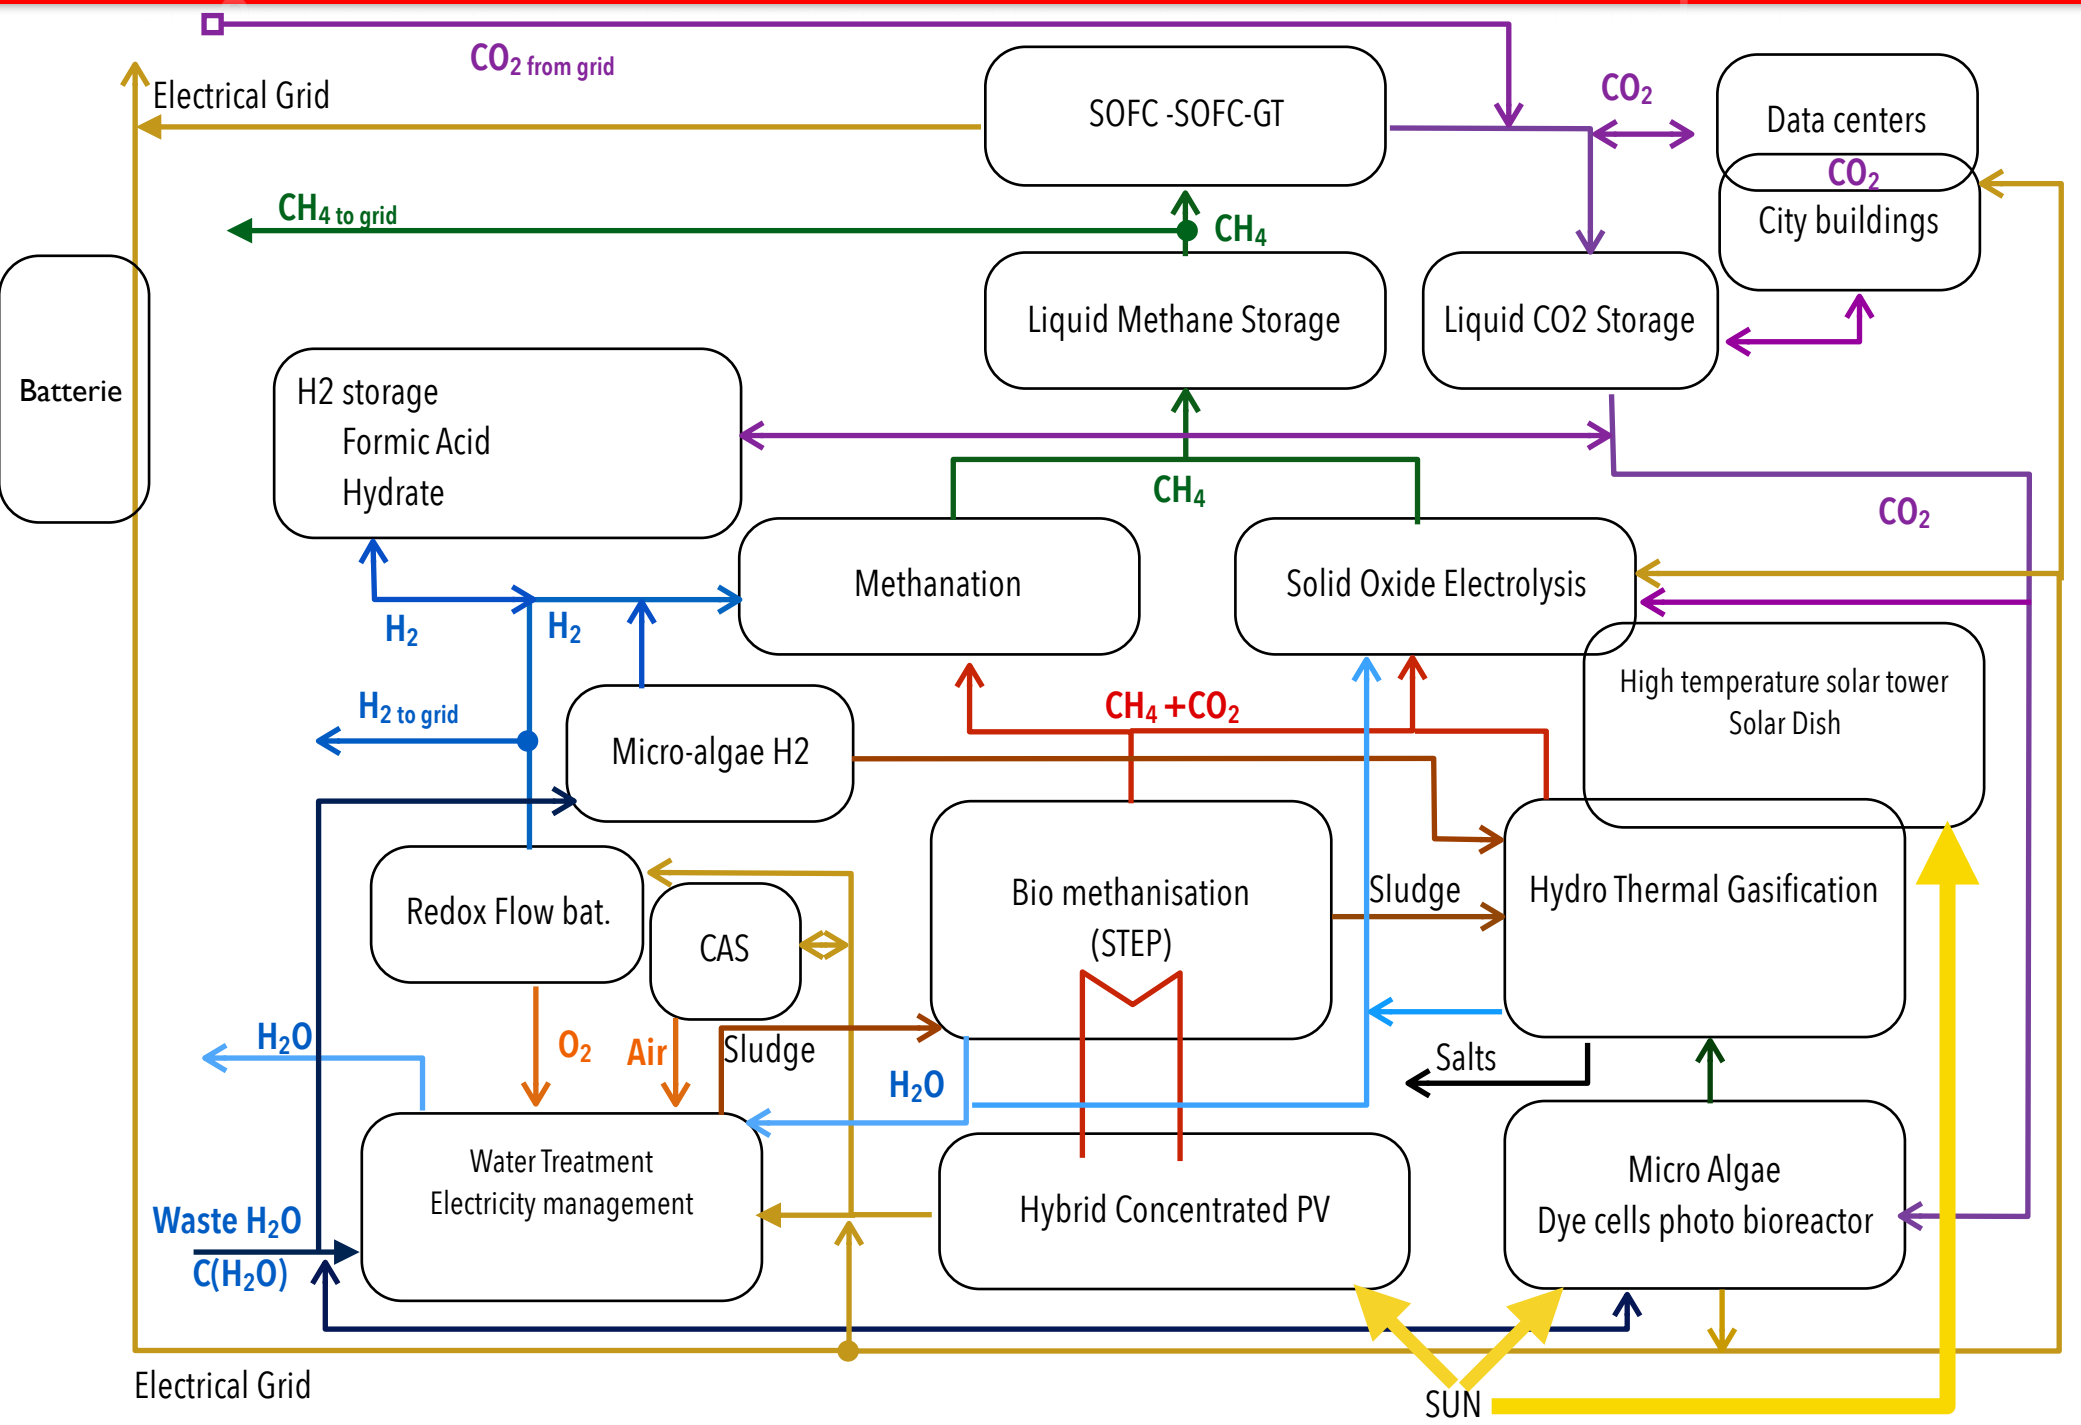 CO2 from grid
Electrical Grid
SOFC -SOFC-GT
CO2
Data centers
CO2
City buildings
CH4 to grid
CH4
Batterie
Liquid Methane Storage
Liquid CO2 Storage
H2 storage
Formic Acid
Hydrate
CH4
CO2
Methanation
Solid Oxide Electrolysis
H2
H2
High temperature solar tower
Solar Dish
H2 to grid
CH4 +CO2
Micro-algae H2
Bio methanisation
(STEP)
Sludge
Hydro Thermal Gasification
Redox Flow bat.
CAS
H2O
O2
Air
Sludge
H2O
Salts
Water Treatment
Electricity management
Waste H2O
C(H2O)
Hybrid Concentrated PV
Micro Algae
Dye cells photo bioreactor
Electrical Grid
SUN